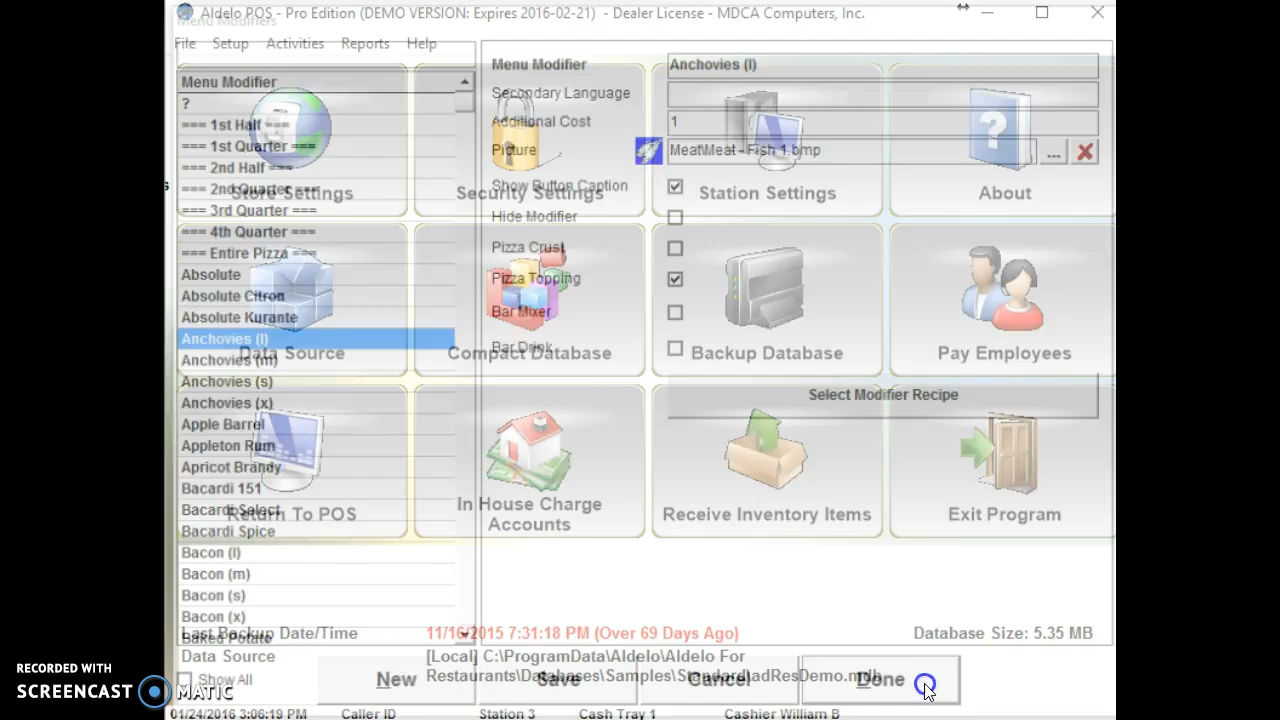 Aldelo POS - Pro Edition (DEMO VERSION: Expires 2016-02-21) - Dealer License - MDCA Computers, Inc.
Menu Modifiers
File Setup Activities Reports Help
Menu Modifier
?
=== 1st Half ===
=== 1st Quarter ===
=== 2nd Half ===
=== 2nd Quarter ===
=== 3rd Quarter ===
=== 4th Quarter ===
=== Entire Pizza ===
Absolute
Absolute Citron
Absolute Kurante
Anchovies (l)
Anchovies (m)
Anchovies (s)
Anchovies (x)
Apple Barrel
Appleton Rum
Apricot Brandy
Bacardi 151
Bacardi Select
Bacardi Spice
Bacon (l)
Bacon (m)
Bacon (s)
Bacon (x)
Baked Potato
Show All
Menu Modifier Anchovies (l)
Secondary Language
Additional Cost 1
Picture MeatMeat - Fish 1.bmp ...
Show Button Caption
Hide Modifier
Pizza Crust
Pizza Topping
Bar Mixer
Bar Drink
Select Modifier Recipe
New Save Cancel Done
Store Settings Security Settings Station Settings About
Data Source Compact Database Backup Database Pay Employees
Return To POS In House Charge Accounts Receive Inventory Items Exit Program
Last Backup Date/Time 11/16/2015 7:31:18 PM (Over 69 Days Ago) Database Size: 5.35 MB
Data Source [Local] C:\ProgramData\Aldelo\Aldelo For
Restaurants\Databases\Samples\Standard\adResDemo.mdb
01/24/2016 3:06:19 PM Caller ID Station 3 Cash Tray 1 Cashier William B
RECORDED WITH
SCREENCAST MATIC